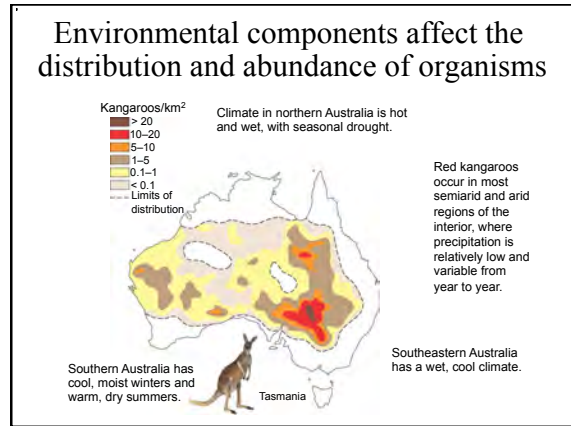 Environmental components affect the
distribution and abundance of organisms
Kangaroos/km²
> 20
10–20
5–10
1–5
0.1–1
< 0.1
Limits of
distribution
Climate in northern Australia is hot
and wet, with seasonal drought.
Red kangaroos
occur in most
semiarid and arid
regions of the
interior, where
precipitation is
relatively low and
variable from
year to year.
Southeastern Australia
has a wet, cool climate.
Southern Australia has
cool, moist winters and
warm, dry summers.
Tasmania